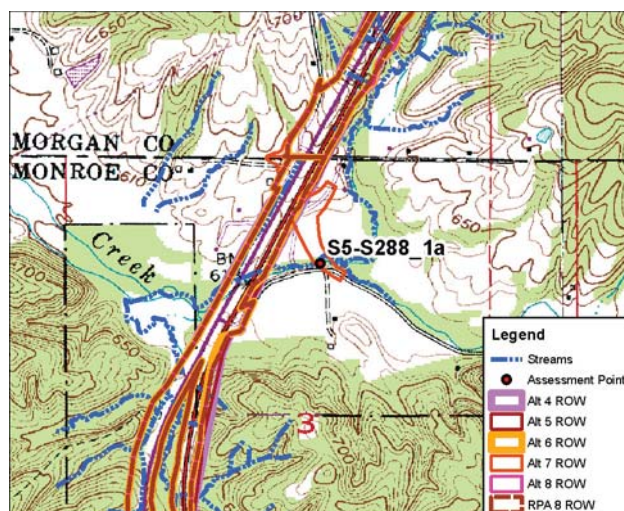 650
700
700
MORGAN CO
MONROE CO
610
650
Creek
BM
S5-S288_1a
700
650
3
Legend
Streams
Assessment Point
Alt 4 ROW
Alt 5 ROW
Alt 6 ROW
Alt 7 ROW
Alt 8 ROW
RPA 8 ROW